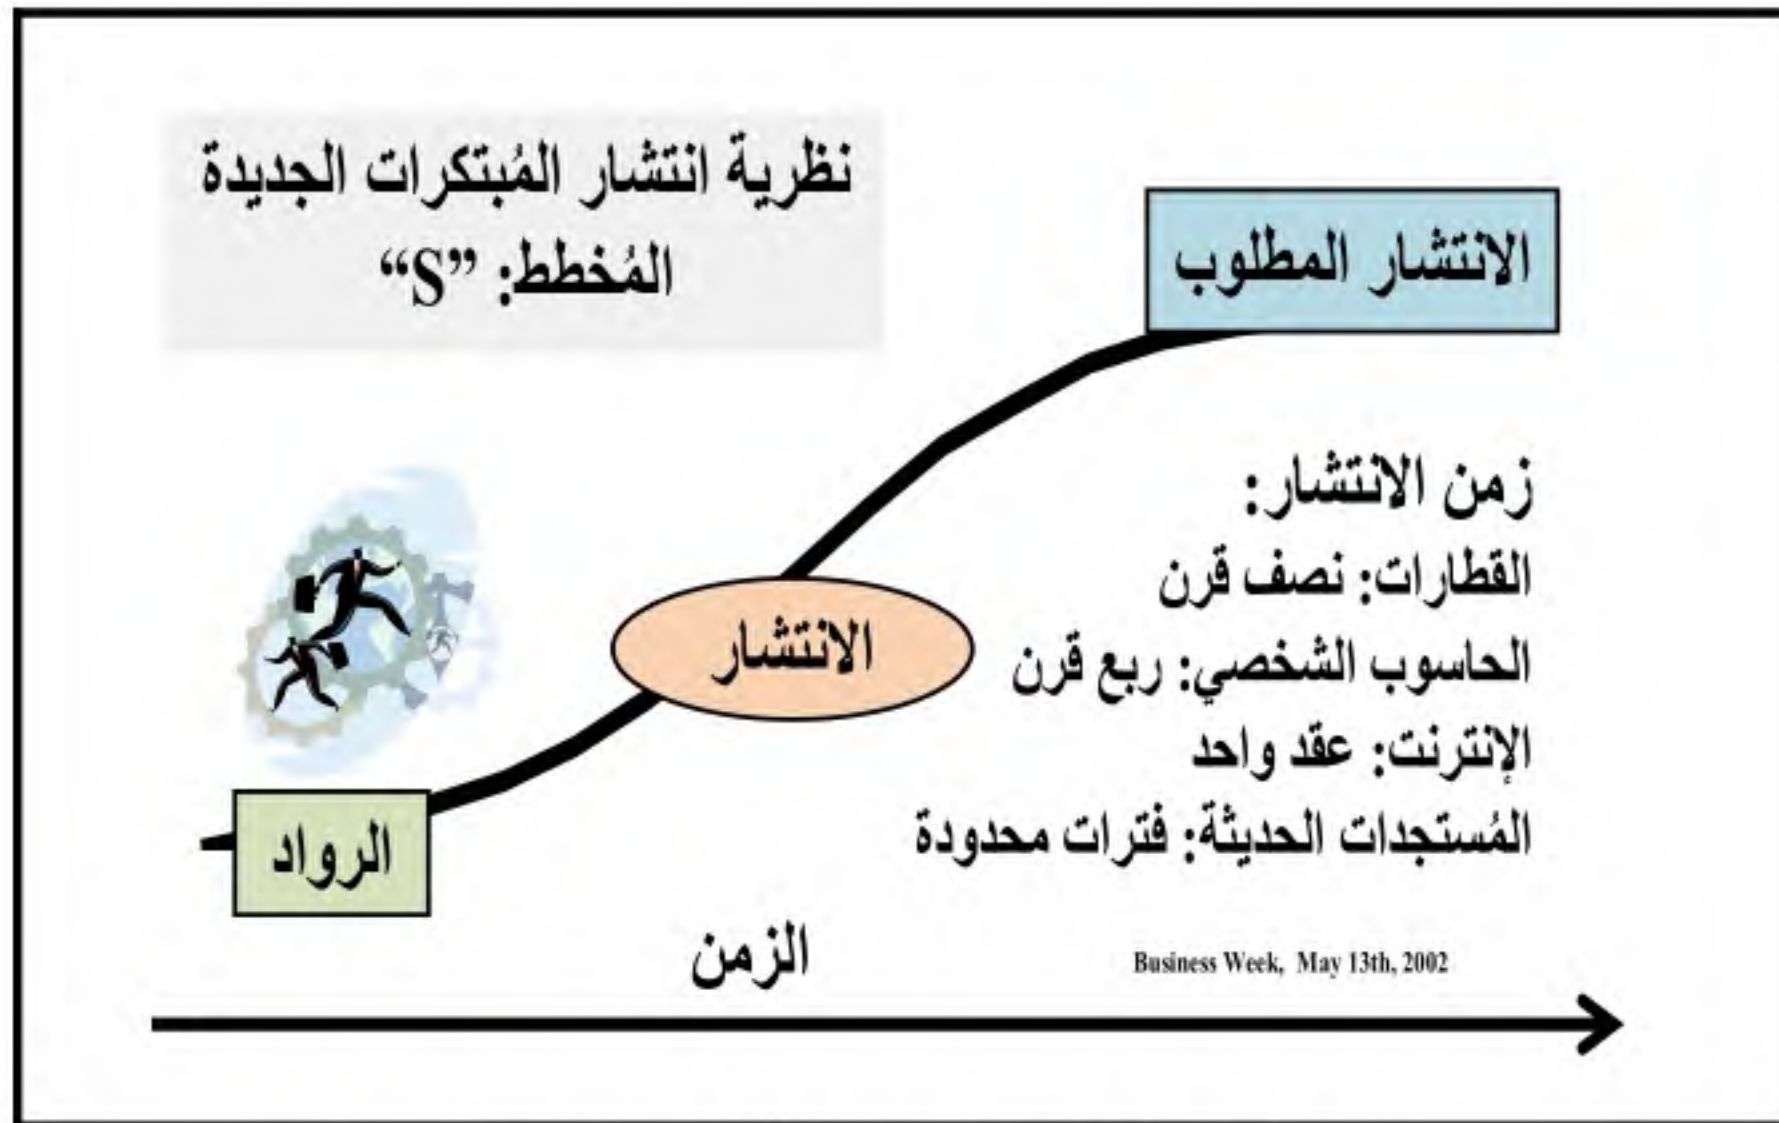 نظرية انتشار المُبتكرات الجديدة
المُخطط: “S”
الانتشار المطلوب
زمن الانتشار:
القطارات: نصف قرن
الحاسوب الشخصي: ربع قرن
الإنترنت: عقد واحد
المُستجدات الحديثة: فترات محدودة
الانتشار
الرواد
الزمن
Business Week, May 13th, 2002